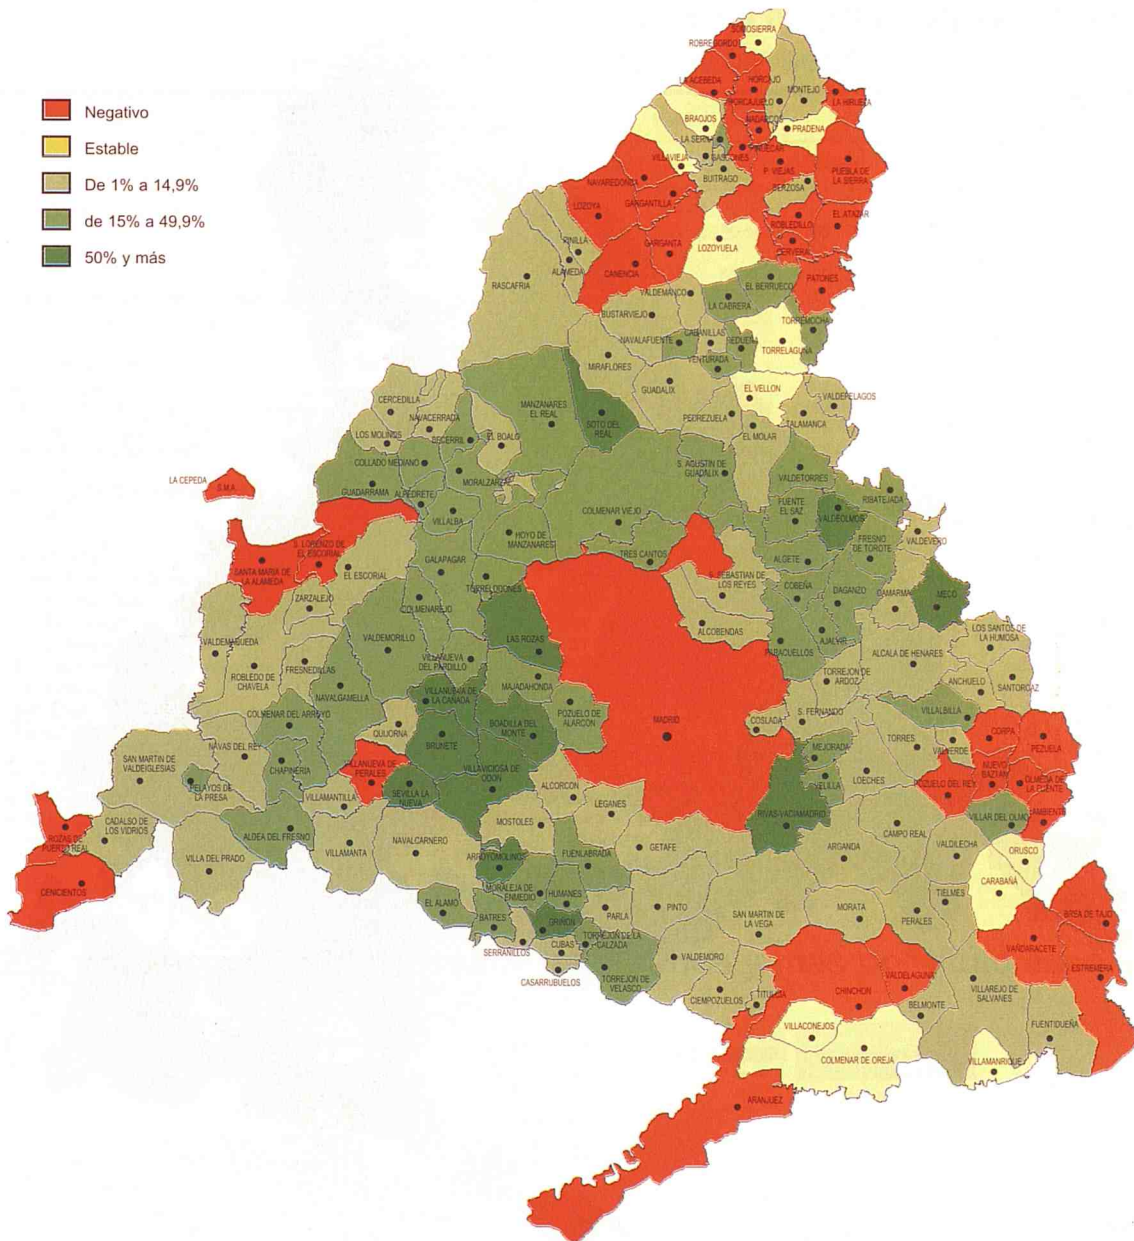 Negativo
Estable
De 1% a 14,9%
de 15% a 49,9%
50% y más
SOMOSIERRA
ROBREGORDO
LA ACEBEDA
HORCAJO
MONTEJO
HORCAJUELO
LA HIRUELA
BRAOJOS
MADARCOS
PRADENA
LA SERNA
PIÑUECAR
VILLAVIEJA
GASCONES
P. VIEJAS
PUEBLA DE
LA SIERRA
NAVAREDONDA
BUITRAGO
BERZOSA
GARGANTILLA
LOZOYA
ROBLEDILLO
EL ATAZAR
GARGANTA
LOZOYUELA
CERVERA
PINILLA
ALAMEDA
CANENCIA
RASCAFRIA
PATONES
EL BERRUECO
VALDEMANCO
LA CABRERA
BUSTARVIEJO
TORREMOCHA
NAVALAFUENTE
CABANILLAS
REDUEÑA
TORRELAGUNA
VENTURADA
MIRAFLORES
GUADALIX
EL VELLON
CERCEDILLA
NAVACERRADA
MANZANARES
EL REAL
SOTO DEL
REAL
PEDREZUELA
VALDEPELAGOS
TALAMANCA
EL MOLAR
LOS MOLINOS
BECERRIL
EL BOALO
COLLADO MEDIANO
GUADARRAMA
MORALZARZAL
S. AGUSTIN DE
GUADALIX
VALDETORRES
LA CEPEDA
S.M.A.
ALPEDRETE
VILLALBA
COLMENAR VIEJO
RIBATEJADA
FUENTE
EL SAZ
VALDEOLMOS
HOYO DE
MANZANARES
FRESNO
DE TOROTE
VALDEVERO
S. LORENZO DE
EL ESCORIAL
SANTA MARIA DE
LA ALAMEDA
EL ESCORIAL
GALAPAGAR
TRES CANTOS
ALGETE
TORRELODONES
S. SEBASTIAN DE
LOS REYES
COBEÑA
DAGANZO
CAMARMA
MECO
ZARZALEJO
COLMENAREJO
ALCOBENDAS
AJALVIR
LOS SANTOS DE
LA HUMOSA
VALDEMAQUEDA
VALDEMORILLO
LAS ROZAS
PARACUELLOS
ALCALA DE HENARES
ROBLEDO DE
CHAVELA
FRESNEDILLAS
VILLANUEVA
DEL PARDILLO
MAJADAHONDA
TORREJON DE
ARDOZ
ANCHUELO
SANTORCAZ
NAVALGAMELLA
VILLANUEVA DE
LA CAÑADA
POZUELO DE
ALARCON
S. FERNANDO
VILLALBILLA
COLMENAR DEL ARROYO
QUIJORNA
BOADILLA DEL
MONTE
MADRID
COSLADA
CORPA
PEZUELA
SAN MARTIN DE
VALDEIGLESIAS
NAVAS DEL REY
BRUNETE
MEJORADA
TORRES
VALVERDE
CHAPINERIA
VILLANUEVA DE
PERALES
VILLAVICIOSA DE
ODON
VELILLA
LOECHES
POZUELO DEL REY
NUEVO
BAZTAN
OLMEDA DE
LA FUENTE
PELAYOS DE
LA PRESA
VILLAMANTILLA
SEVILLA LA
NUEVA
ALCORCON
LEGANES
RIVAS-VACIAMADRID
VILLAR DEL OLMO
AMBITE
ROZAS DE
PUERTO REAL
CADALSO DE
LOS VIDRIOS
ALDEA DEL FRESNO
MOSTOLES
CAMPO REAL
VILLAMANTA
NAVALCARNERO
GETAFE
ARGANDA
VALDILECHA
ORUSCO
CENICIENTOS
VILLA DEL PRADO
ARROYOMOLINOS
FUENLABRADA
CARABAÑA
MORALEJA DE
ENMEDIO
HUMANES
TIELMES
EL ALAMO
PARLA
PINTO
SAN MARTIN DE
LA VEGA
MORATA
PERALES
BREA DE TAJO
BATRES
GRIÑON
VALDARACETE
SERRANILLOS
CUBAS
TORREJON DE LA
CALZADA
VALDEMORO
CASARRUBUELOS
TORREJON DE
VELASCO
CIEMPOZUELOS
TITULCIA
CHINCHON
VALDELAGUNA
ESTREMERA
BELMONTE
VILLAREJO DE
SALVANES
FUENTIDUEÑA
VILLACONEJOS
COLMENAR DE OREJA
VILLAMANRIQUE
ARANJUEZ